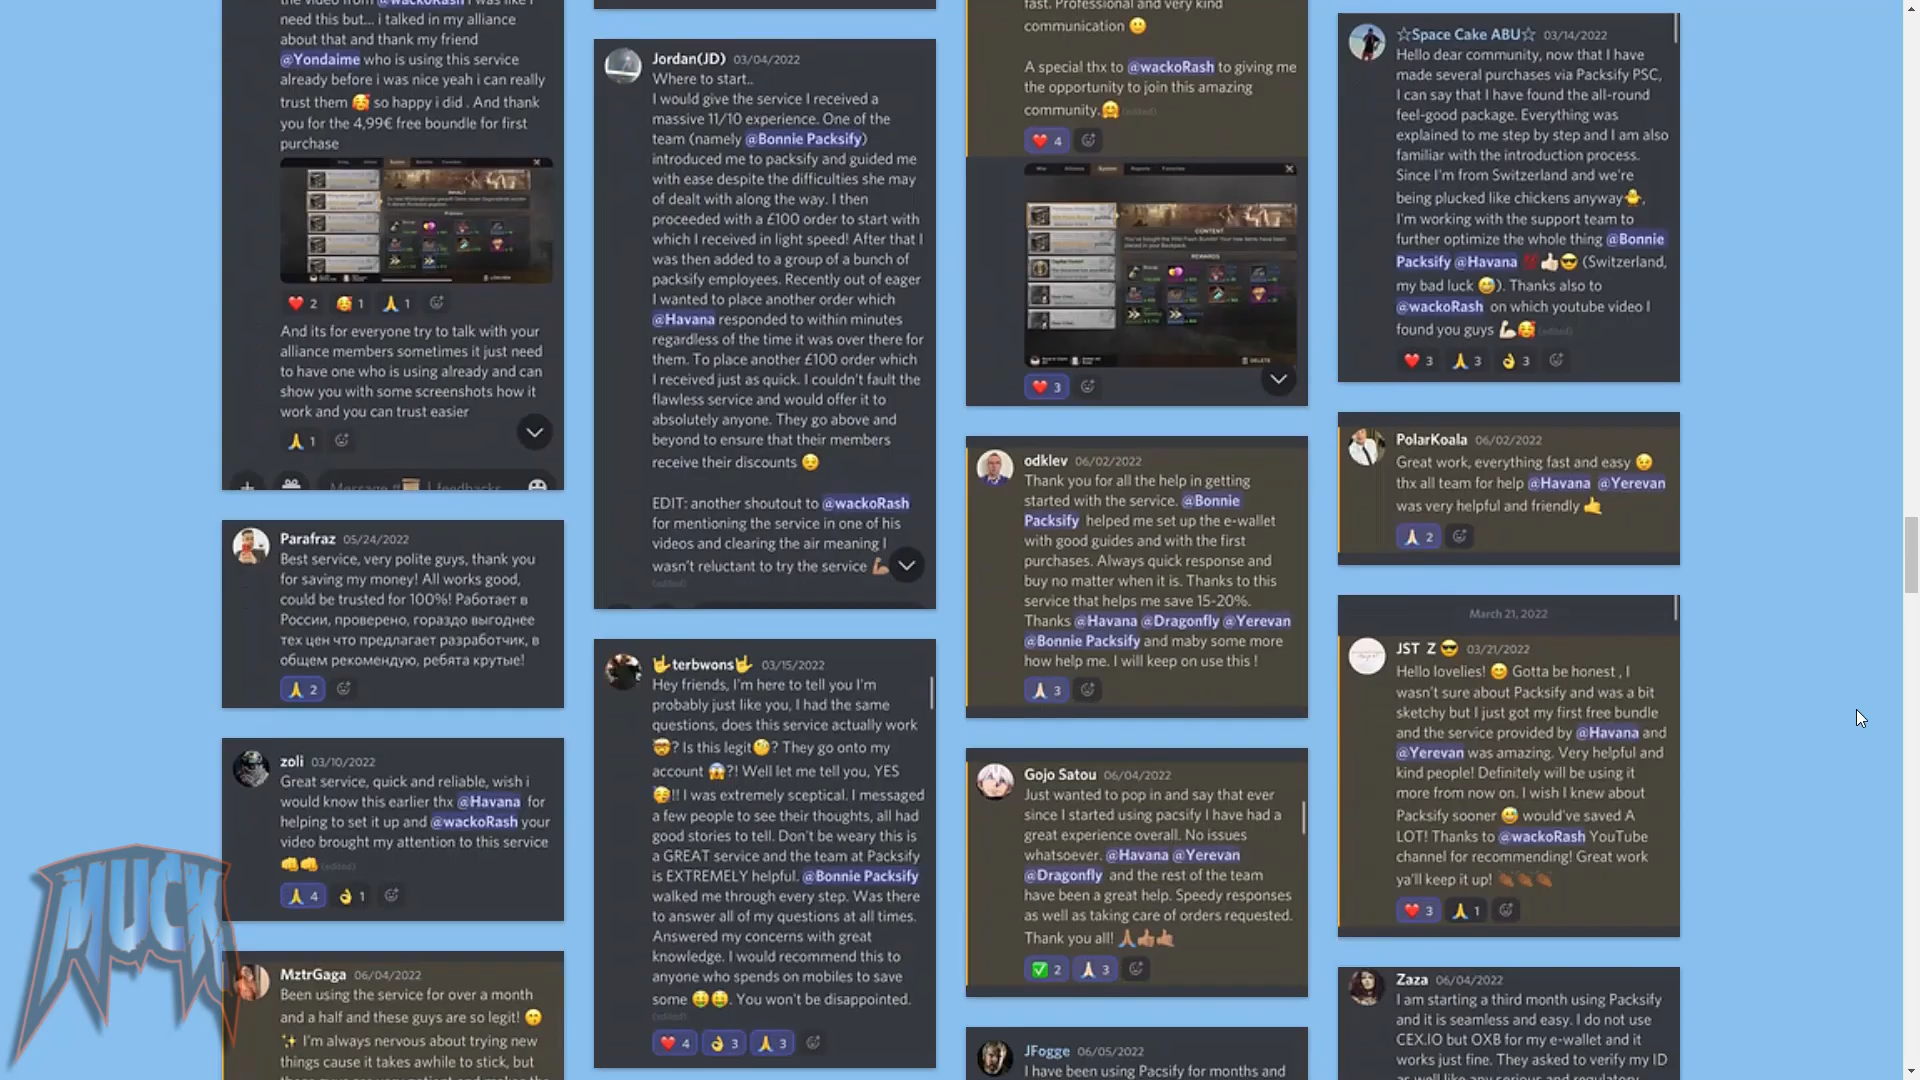 the video from @wackoRash I was like I
need this but... i talked in my alliance
about that and thank my friend
@Yondaime who is using this service
already before i was nice yeah i can really
trust them 🥰 so happy i did . And thank
you for the 4,99€ free boundle for first
purchase
❤️ 2 🥰 1 🙏 1
And its for everyone try to talk with your
alliance members sometimes it just need
to have one who is using already and can
show you with some screenshots how it
work and you can trust easier
🙏 1
Message # | feedbacks
Parafraz 05/24/2022
Best service, very polite guys, thank you
for saving my money! All works good,
could be trusted for 100%! Работает в
России, проверено, гораздо выгоднее
тех цен что предлагает разработчик, в
общем рекомендую, ребята крутые!
🙏 2
zoli 03/10/2022
Great service, quick and reliable, wish i
would know this earlier thx @Havana for
helping to set it up and @wackoRash your
video brought my attention to this service
👊👊 (edited)
🙏 4 👌 1
MUCK
MztrGaga 06/04/2022
Been using the service for over a month
and a half and these guys are so legit! 😙
✨ I'm always nervous about trying new
things cause it takes awhile to stick, but
Jordan(JD) 03/04/2022
Where to start..
I would give the service I received a
massive 11/10 experience. One of the
team (namely @Bonnie Packsify)
introduced me to packsify and guided me
with ease despite the difficulties she may
of dealt with along the way. I then
proceeded with a £100 order to start with
which I received in light speed! After that I
was then added to a group of a bunch of
packsify employees. Recently out of eager
I wanted to place another order which
@Havana responded to within minutes
regardless of the time it was over there for
them. To place another £100 order which
I received just as quick. I couldn't fault the
flawless service and would offer it to
absolutely anyone. They go above and
beyond to ensure that their members
receive their discounts 😉
EDIT: another shoutout to @wackoRash
for mentioning the service in one of his
videos and clearing the air meaning I
wasn't reluctant to try the service 💪
(edited)
🤟terbwons🤟 03/15/2022
Hey friends, I'm here to tell you I'm
probably just like you, I had the same
questions, does this service actually work
🤯? Is this legit🧐? They go onto my
account 😱?! Well let me tell you, YES
🥳!! I was extremely sceptical. I messaged
a few people to see their thoughts, all had
good stories to tell. Don't be weary this is
a GREAT service and the team at Packsify
is EXTREMELY helpful. @Bonnie Packsify
walked me through every step. Was there
to answer all of my questions at all times.
Answered my concerns with great
knowledge. I would recommend this to
anyone who spends on mobiles to save
some 🤑🤑. You won't be disappointed.
(edited)
❤️ 4 👌 3 🙏 3
fast. Professional and very kind
communication 🙂
A special thx to @wackoRash to giving me
the opportunity to join this amazing
community.🤗 (edited)
❤️ 4
CONTENT
REWARDS
DELETE
❤️ 3
odklev 06/02/2022
Thank you for all the help in getting
started with the service. @Bonnie
Packsify helped me set up the e-wallet
with good guides and with the first
purchases. Always quick response and
buy no matter when it is. Thanks to this
service that helps me save 15-20%.
Thanks @Havana @Dragonfly @Yerevan
@Bonnie Packsify and maby some more
how help me. I will keep on use this !
🙏 3
Gojo Satou 06/04/2022
Just wanted to pop in and say that ever
since I started using pacsify I have had a
great experience overall. No issues
whatsoever. @Havana @Yerevan
@Dragonfly and the rest of the team
have been a great help. Speedy responses
as well as taking care of orders requested.
Thank you all! 🙏👍🤙
✅ 2 🙏 3
JFogge 06/05/2022
I have been using Pacsify for months and
☆Space Cake ABU☆ 03/14/2022
Hello dear community, now that I have
made several purchases via Packsify PSC,
I can say that I have found the all-round
feel-good package. Everything was
explained to me step by step and I am also
familiar with the introduction process.
Since I'm from Switzerland and we're
being plucked like chickens anyway🐥,
I'm working with the support team to
further optimize the whole thing @Bonnie
Packsify @Havana 💯👍😎 (Switzerland,
my bad luck 😅). Thanks also to
@wackoRash on which youtube video I
found you guys 💪🥰 (edited)
❤️ 3 🙏 3 👌 3
PolarKoala 06/02/2022
Great work, everything fast and easy 😉
thx all team for help @Havana @Yerevan
was very helpful and friendly 🤙
🙏 2
March 21, 2022
JST Z 😎 03/21/2022
Hello lovelies! 😊 Gotta be honest , I
wasn't sure about Packsify and was a bit
sketchy but I just got my first free bundle
and the service provided by @Havana and
@Yerevan was amazing. Very helpful and
kind people! Definitely will be using it
more from now on. I wish I knew about
Packsify sooner 😅 would've saved A
LOT! Thanks to @wackoRash YouTube
channel for recommending! Great work
ya'll keep it up! 👏👏👏
❤️ 3 🙏 1
Zaza 06/04/2022
I am starting a third month using Packsify
and it is seamless and easy. I do not use
CEX.IO but OXB for my e-wallet and it
works just fine. They asked to verify my ID